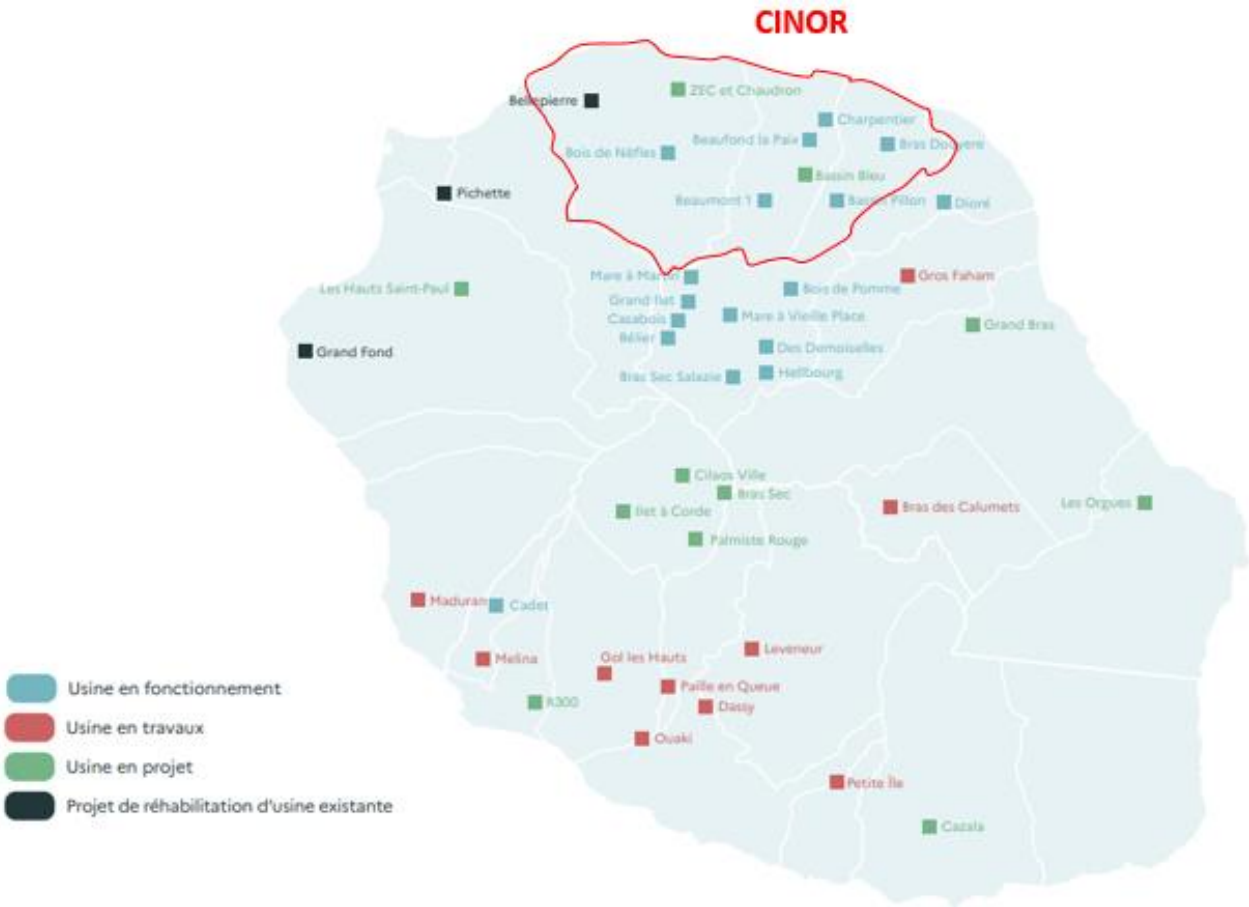 CINOR
ZEC et Chaudron
Bellepierre
Charpentier
Beaufond la Paix
Bras Douyere
Bois de Nèfles
Bassin Bleu
Pichette
Beaumont 1
Bassin Pillon
Dioré
Mare à Martin
Gros Faham
Les Hauts Saint-Paul
Bois de Pomme
Grand Ilet
Casabois
Mare à Vieille Place
Grand Bras
Bélier
Des Demoiselles
Grand Fond
Hellbourg
Bras Sec Salazie
Cilaos Ville
Bras Sec
Les Orgues
Ilet à Corde
Bras des Calumets
Palmiste Rouge
Maduran
Cadet
Leveneur
Melina
Gol les Hauts
Paille en Queue
R300
Dassy
Ouaki
Petite Île
Cazala
Usine en fonctionnement
Usine en travaux
Usine en projet
Projet de réhabilitation d'usine existante